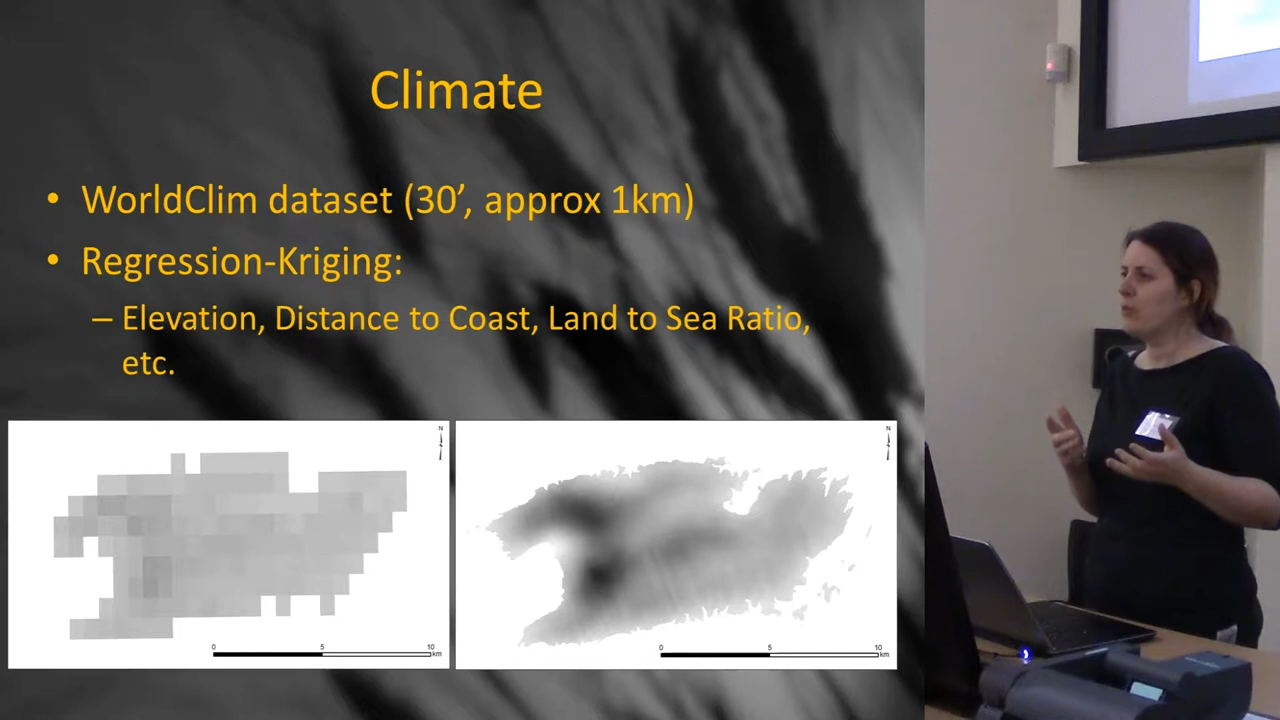 Climate
• WorldClim dataset (30’, approx 1km)
• Regression-Kriging:
– Elevation, Distance to Coast, Land to Sea Ratio,
etc.
N
N
0 5 10
km
0 5 10
km